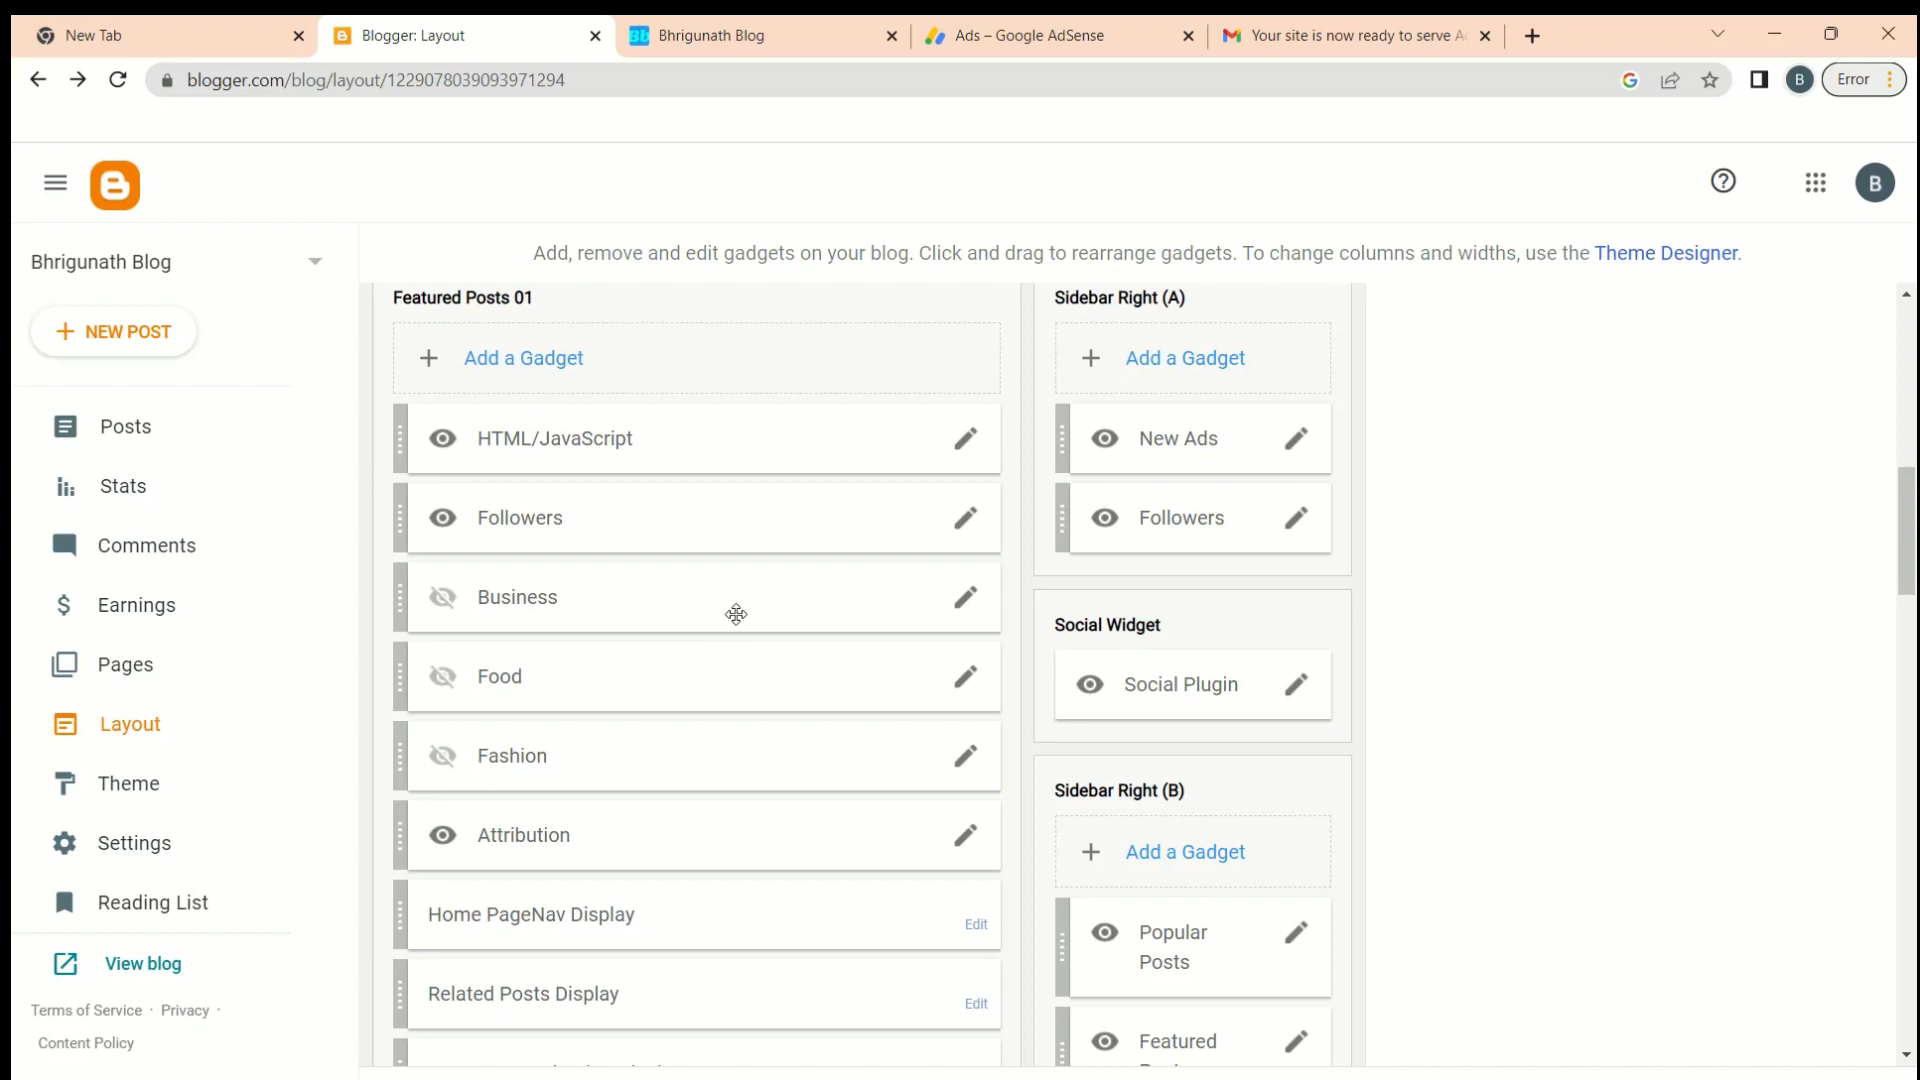 New Tab
Blogger: Layout
Bhrigunath Blog
Ads – Google AdSense
Your site is now ready to serve A
blogger.com/blog/layout/1229078039093971294
B
Error
B
Add, remove and edit gadgets on your blog. Click and drag to rearrange gadgets. To change columns and widths, use the Theme Designer.
Bhrigunath Blog
NEW POST
Posts
Stats
Comments
Earnings
Pages
Layout
Theme
Settings
Reading List
View blog
Terms of Service · Privacy ·
Content Policy
Featured Posts 01
Add a Gadget
HTML/JavaScript
Followers
Business
Food
Fashion
Attribution
Home PageNav Display
Edit
Related Posts Display
Edit
Sidebar Right (A)
Add a Gadget
New Ads
Followers
Social Widget
Social Plugin
Sidebar Right (B)
Add a Gadget
Popular
Posts
Featured